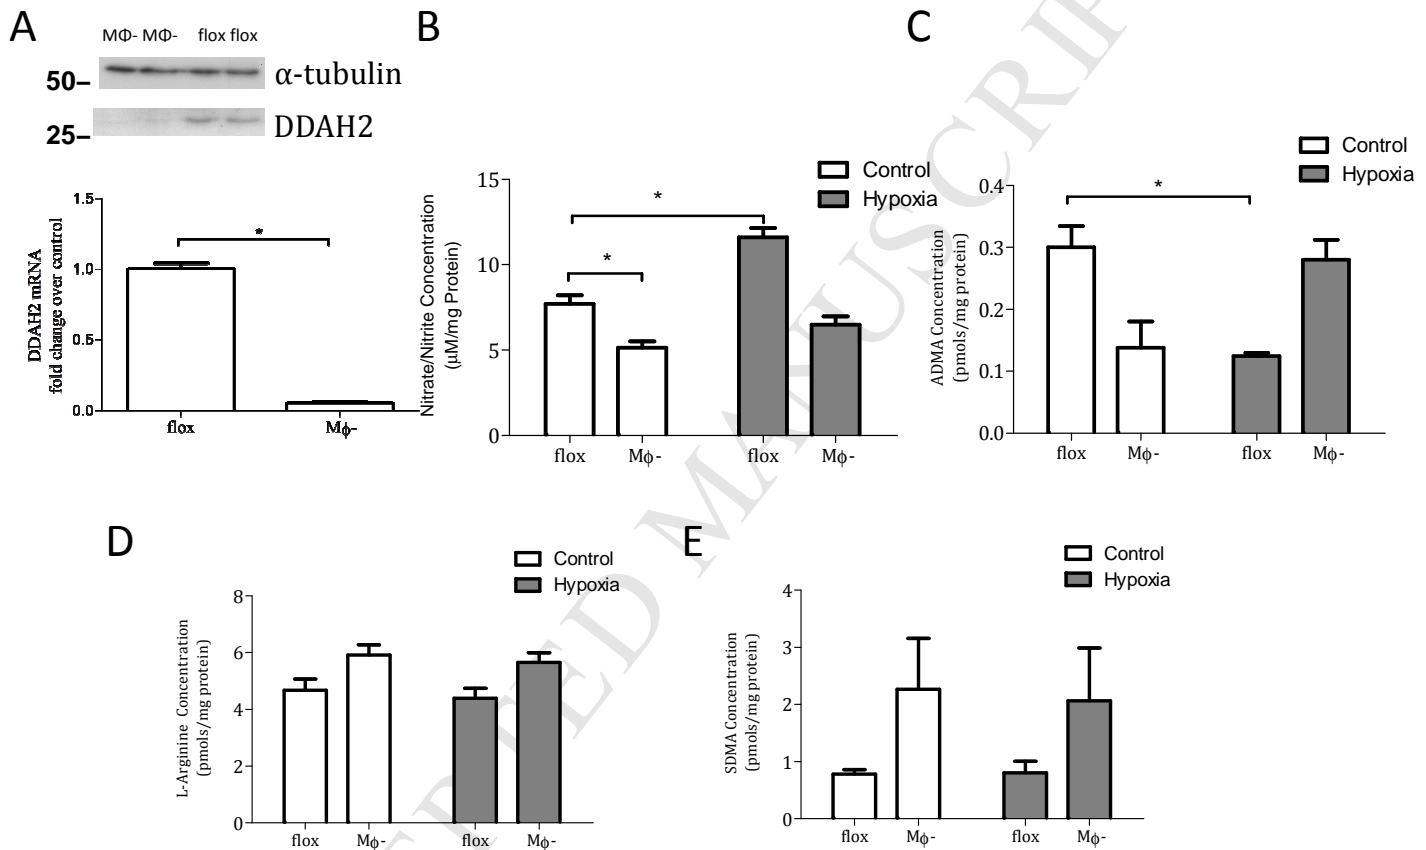 A
MΦ- MΦ- flox flox
50– α-tubulin
25– DDAH2
DDAH2 mRNA
fold change over control
1.5
1.0
0.5
0.0
*
flox Mϕ-
B
Control
Hypoxia
Nitrate/Nitrite Concentration
(µM/mg Protein)
15
10
5
0
*
*
flox Mϕ- flox Mϕ-
C
Control
Hypoxia
ADMA Concentration
(pmols/mg protein)
0.4
0.3
0.2
0.1
0.0
*
flox Mϕ- flox Mϕ-
D
Control
Hypoxia
L-Arginine Concentration
(pmols/mg protein)
8
6
4
2
0
flox Mϕ- flox Mϕ-
E
Control
Hypoxia
SDMA Concentration
(pmols/mg protein)
4
3
2
1
0
flox Mϕ- flox Mϕ-
PTED MANUSCRIP